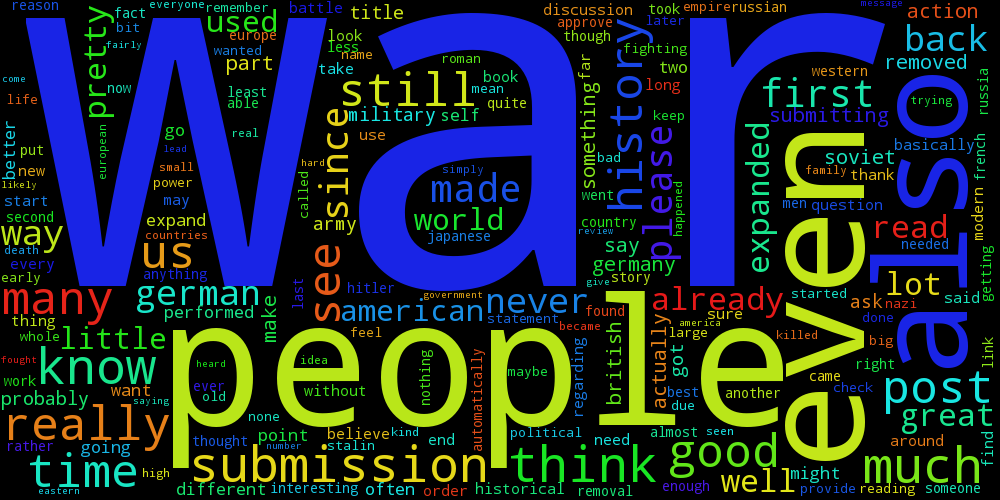 reason
fact
everyone
remember
battle
title
discussion
took
empire
russian
message
bit
used
europe
approve
later
action
fairly
pretty
wanted
look
though
back
war
part
less
name
roman
fighting
removed
come
now
least
able
take
still
book
mean
quite
far
two
western
life
military
self
something
history
long
first
trying
russia
better
european
go
real
since
use
keep
submitting
also
put
lead
hard
simply
bad
please
expanded
soviet
basically
french
new
small
made
went
even
family
thank
likely
power
called
men
question
start
may
world
country
happened
modern
second
expand
army
japanese
review
read
way
countries
say
needed
death
us
see
germany
every
anything
story
getting
early
last
hitler
government
give
started
lot
said
many
german
american
never
already
ask
nazi
thing
performed
make
statement
found
sure
done
whole
little
feel
became
large
america
killed
big
link
fought
people
british
actually
know
heard
idea
got
right
work
ever
nothing
maybe
regarding
best
came
check
post
probably
want
old
without
due
another
saying
great
really
none
automatically
thought
point
believe
kind
political
almost
seen
around
rather
going
number
stalin
end
need
good
find
time
high
submission
think
well
might
much
eastern
different
interesting
often
order
historical
removal
enough
provide
reading
someone